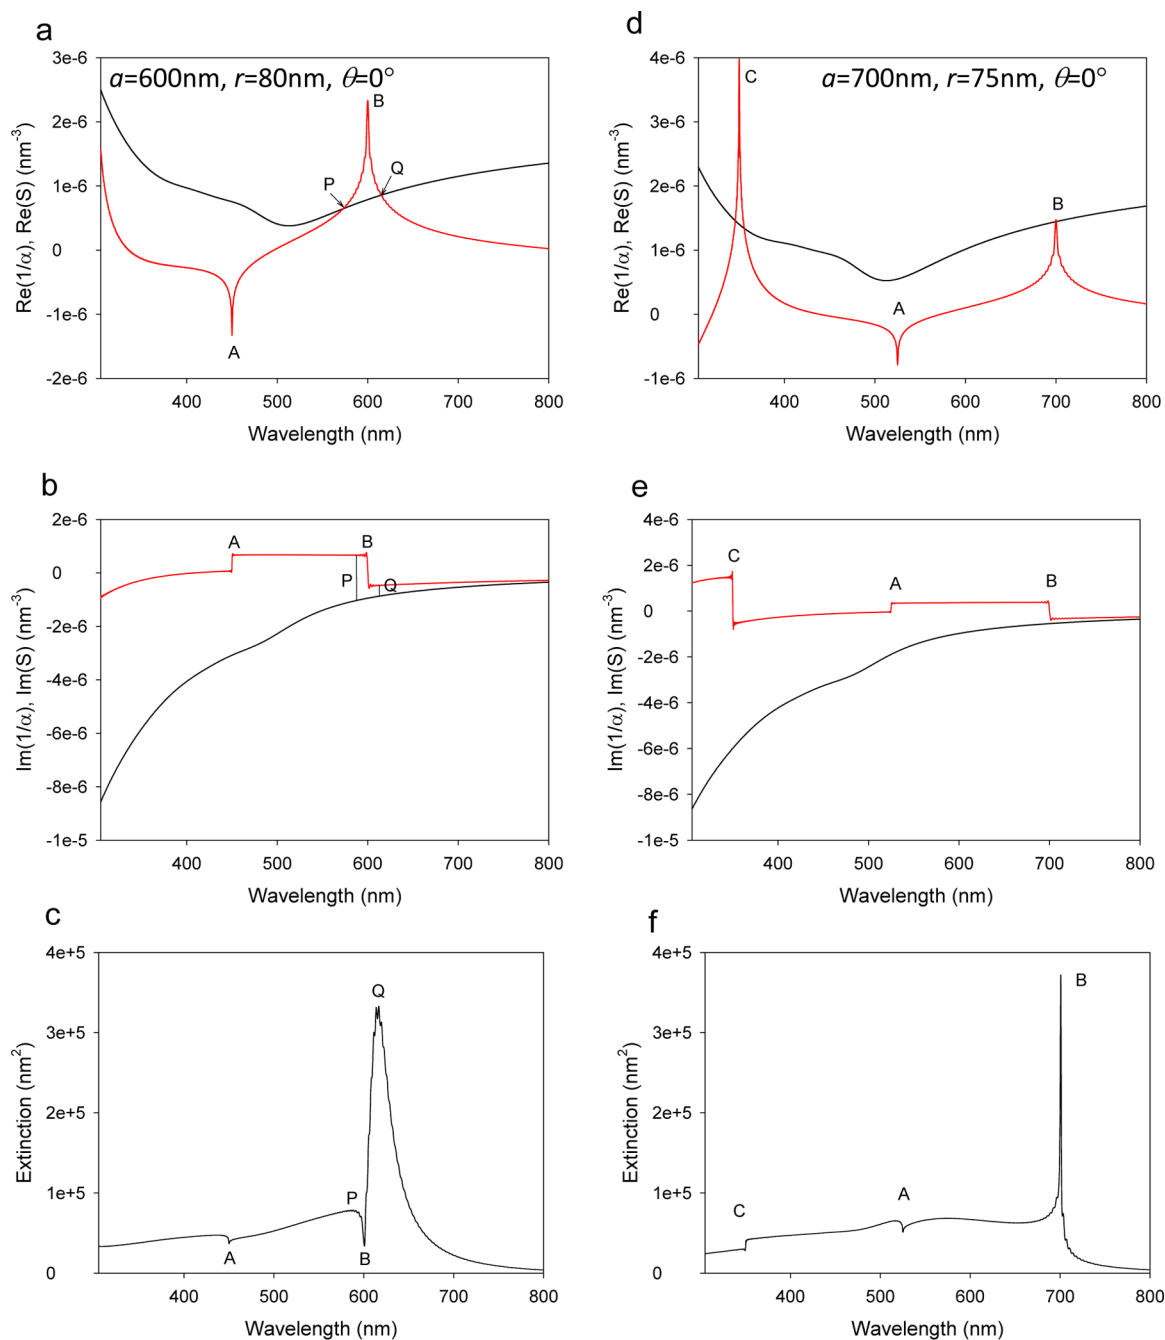 a
a=600nm, r=80nm, θ=0°
3e-6
2e-6
1e-6
0
-1e-6
-2e-6
Re(1/α), Re(S) (nm⁻³)
B
P
Q
A
400 500 600 700 800
Wavelength (nm)
d
a=700nm, r=75nm, θ=0°
4e-6
3e-6
2e-6
1e-6
0
-1e-6
Re(1/α), Re(S) (nm⁻³)
C
B
A
400 500 600 700 800
Wavelength (nm)
b
2e-6
0
-2e-6
-4e-6
-6e-6
-8e-6
-1e-5
Im(1/α), Im(S) (nm⁻³)
A
B
P
Q
400 500 600 700 800
Wavelength (nm)
e
4e-6
2e-6
0
-2e-6
-4e-6
-6e-6
-8e-6
-1e-5
Im(1/α), Im(S) (nm⁻³)
C
A
B
400 500 600 700 800
Wavelength (nm)
c
4e+5
3e+5
2e+5
1e+5
0
Extinction (nm²)
Q
P
A
B
400 500 600 700 800
Wavelength (nm)
f
4e+5
3e+5
2e+5
1e+5
0
Extinction (nm²)
B
A
C
400 500 600 700 800
Wavelength (nm)